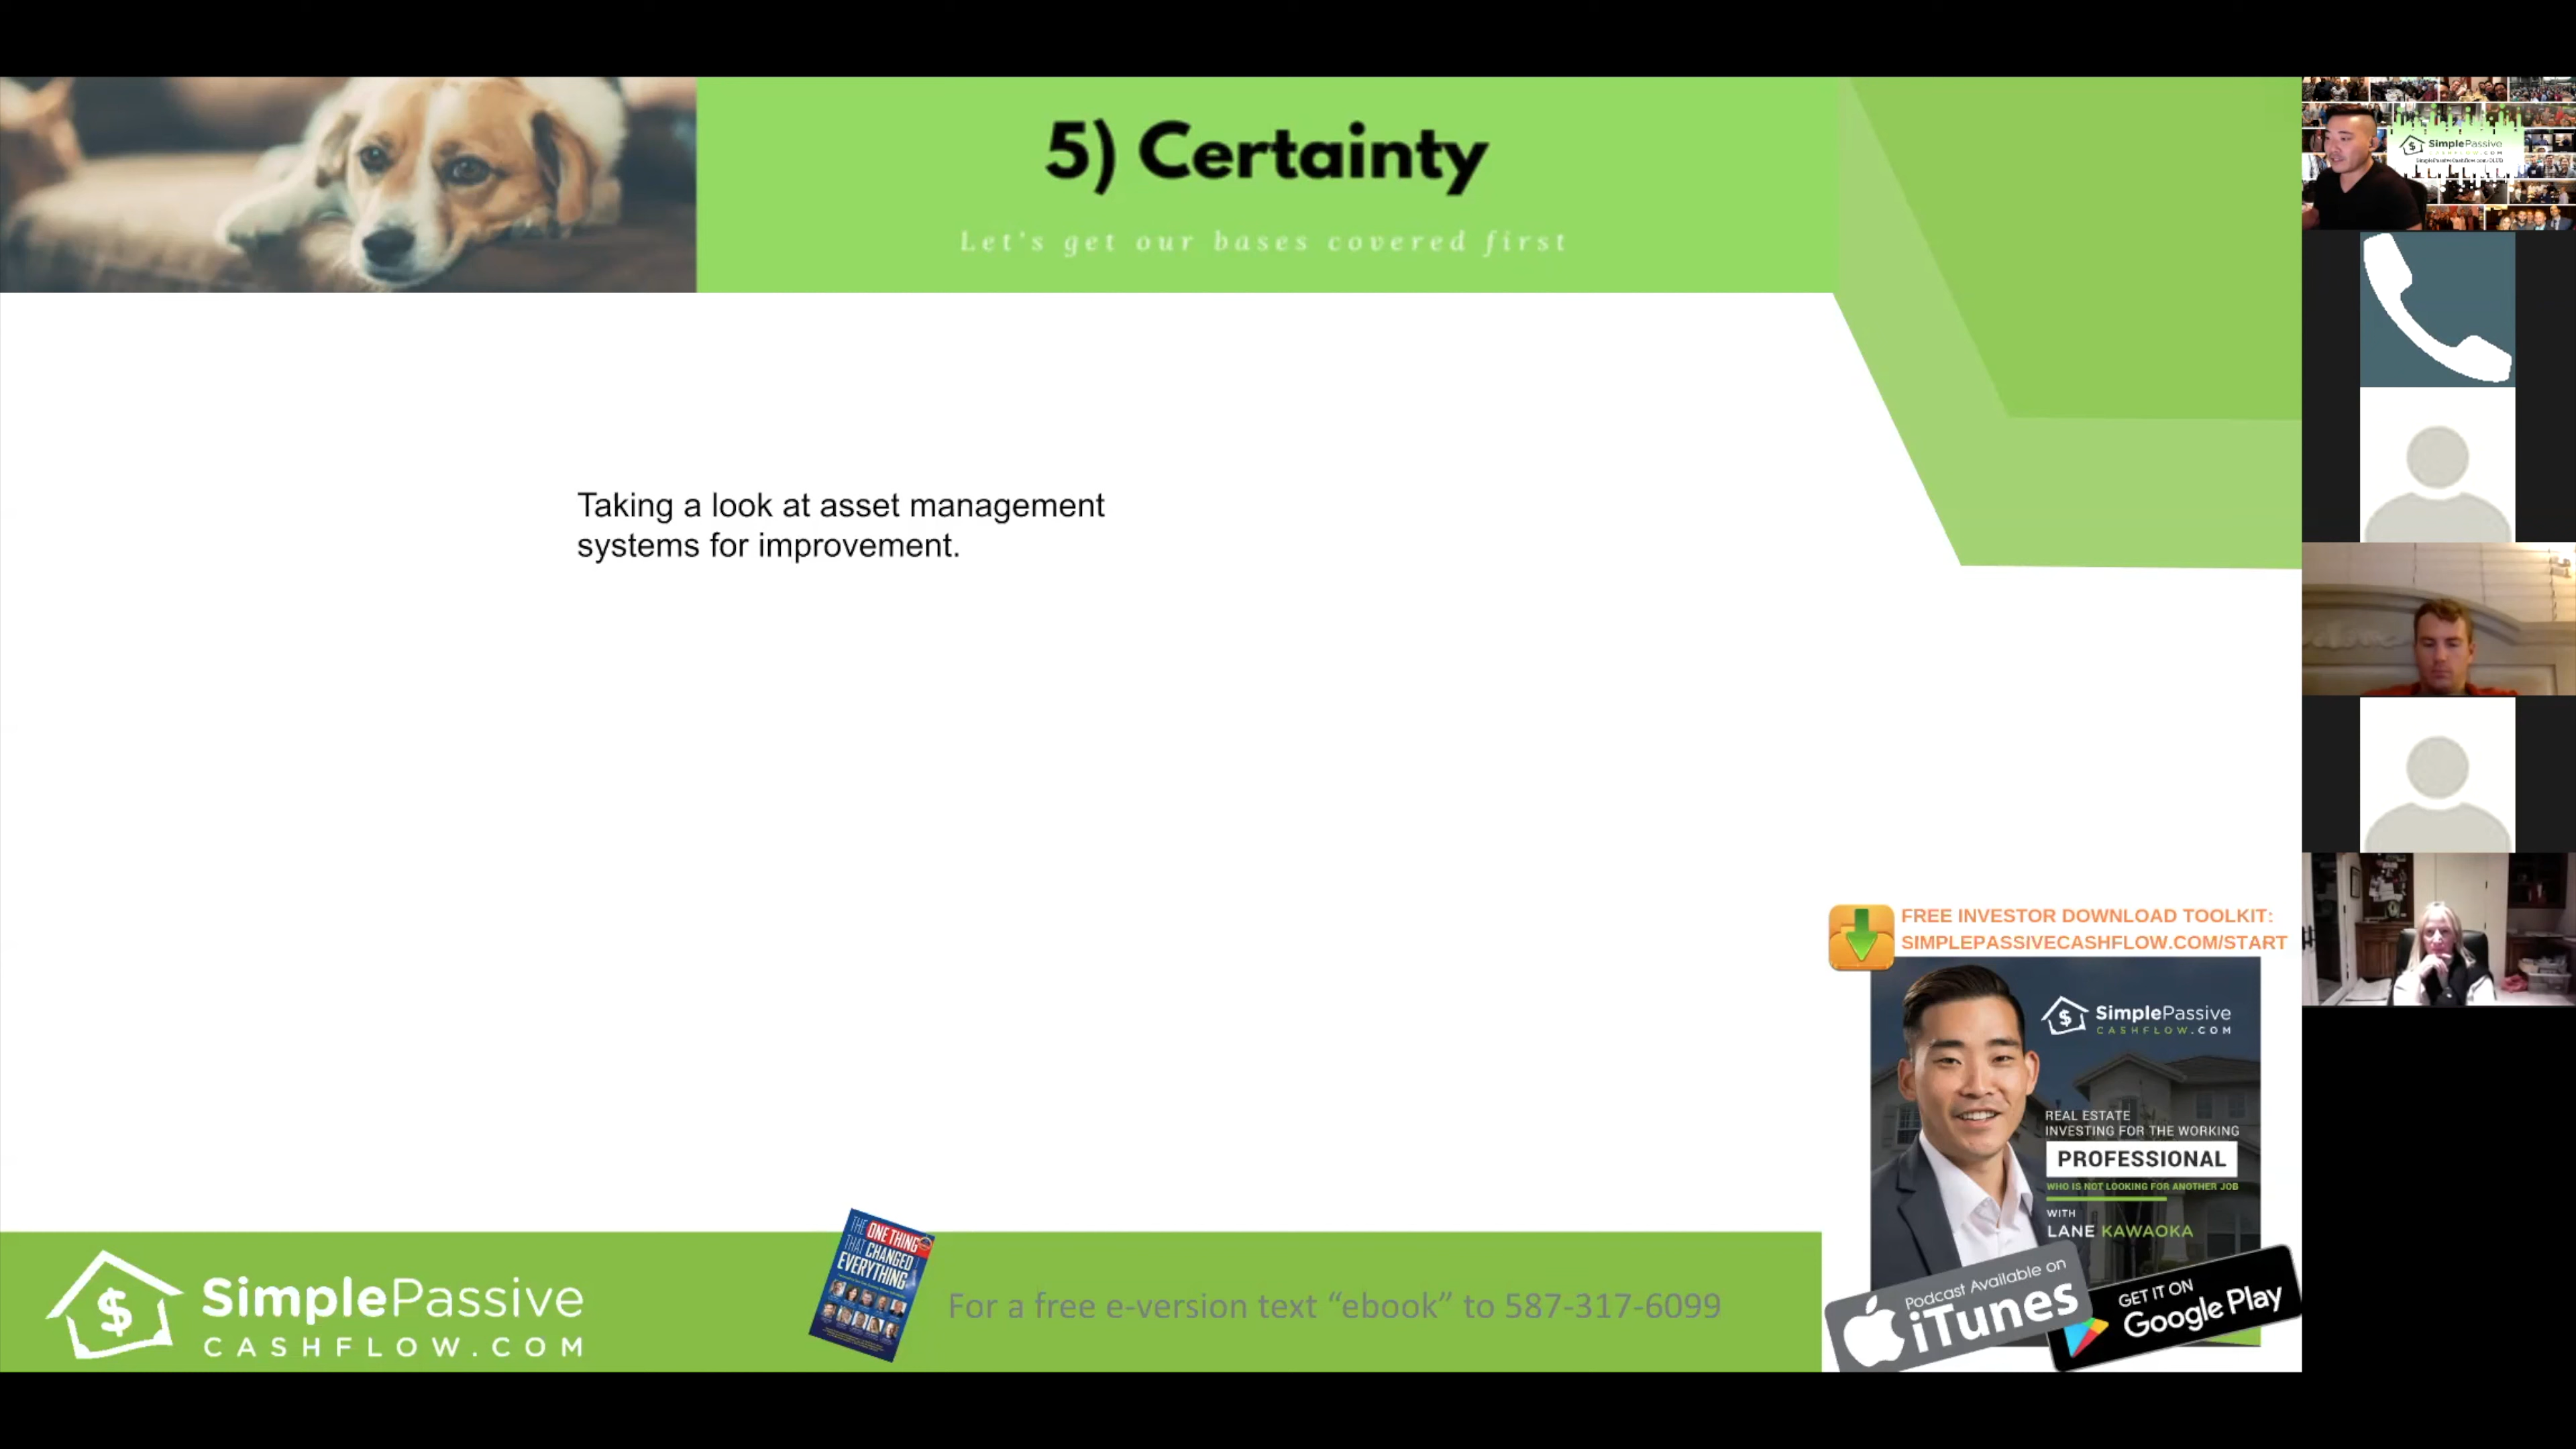 5) Certainty
Let's get our bases covered first
Taking a look at asset management
systems for improvement.
FREE INVESTOR DOWNLOAD TOOLKIT:
SIMPLEPASSIVECASHFLOW.COM/START
SimplePassive
CASHFLOW.COM
REAL ESTATE
INVESTING FOR THE WORKING
PROFESSIONAL
WHO IS NOT LOOKING FOR ANOTHER JOB
WITH
LANE KAWAOKA
Podcast Available on
iTunes
GET IT ON
Google Play
SimplePassive
CASHFLOW.COM
THE ONE THING
THAT CHANGED
EVERYTHING
For a free e-version text “ebook” to 587-317-6099
SimplePassive